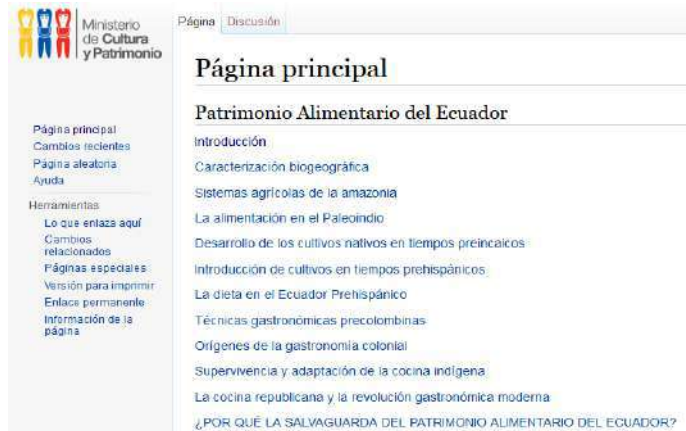 Ministerio
de Cultura
y Patrimonio
Página principal
Cambios recientes
Página aleatoria
Ayuda
Herramientas
Lo que enlaza aquí
Cambios
relacionados
Páginas especiales
Versión para imprimir
Enlace permanente
Información de la
página
Página Discusión
Página principal
Patrimonio Alimentario del Ecuador
Introducción
Caracterización biogeográfica
Sistemas agrícolas de la amazonia
La alimentación en el Paleoindio
Desarrollo de los cultivos nativos en tiempos preincaicos
Introducción de cultivos en tiempos prehispánicos
La dieta en el Ecuador Prehispánico
Técnicas gastronómicas precolombinas
Orígenes de la gastronomía colonial
Supervivencia y adaptación de la cocina indígena
La cocina republicana y la revolución gastronómica moderna
¿POR QUÉ LA SALVAGUARDA DEL PATRIMONIO ALIMENTARIO DEL ECUADOR?